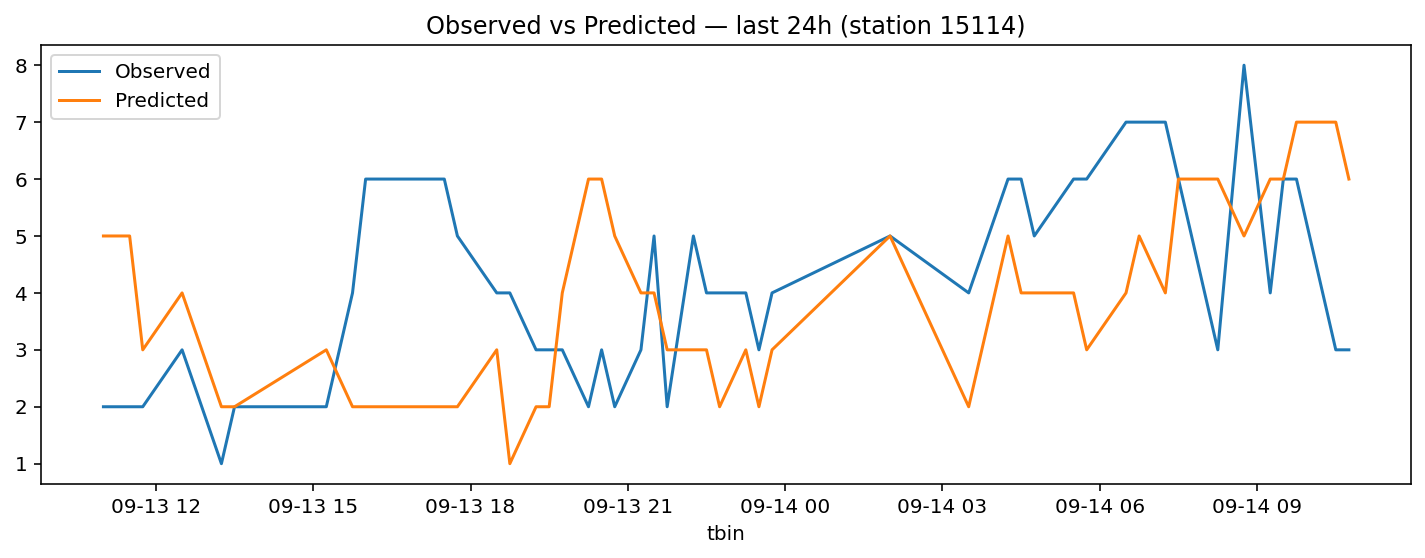 Observed vs Predicted — last 24h (station 15114)
Observed
Predicted
8
7
6
5
4
3
2
1
09-13 12 09-13 15 09-13 18 09-13 21 09-14 00 09-14 03 09-14 06 09-14 09
tbin